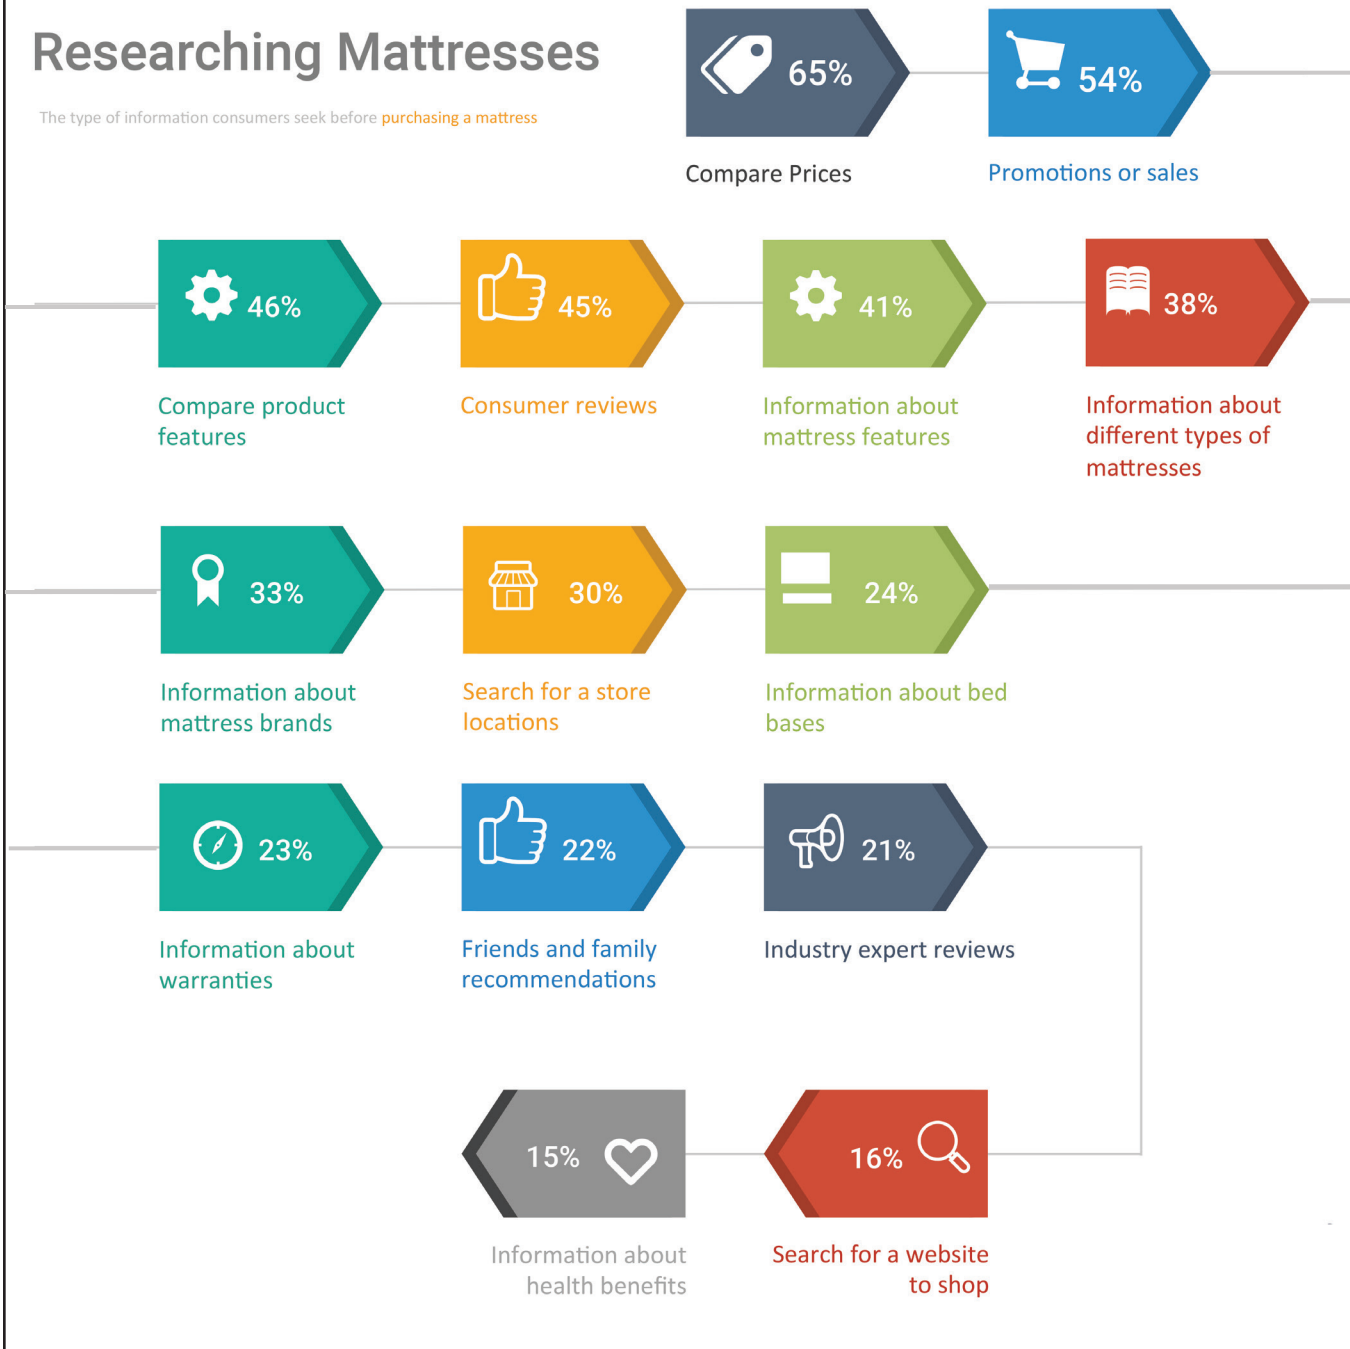 Researching Mattresses
The type of information consumers seek before purchasing a mattress
65%
54%
Compare Prices
Promotions or sales
46%
45%
41%
38%
Compare product
features
Consumer reviews
Information about
mattress features
Information about
different types of
mattresses
33%
30%
24%
Information about
mattress brands
Search for a store
locations
Information about bed
bases
23%
22%
21%
Information about
warranties
Friends and family
recommendations
Industry expert reviews
15%
16%
Information about
health benefits
Search for a website
to shop